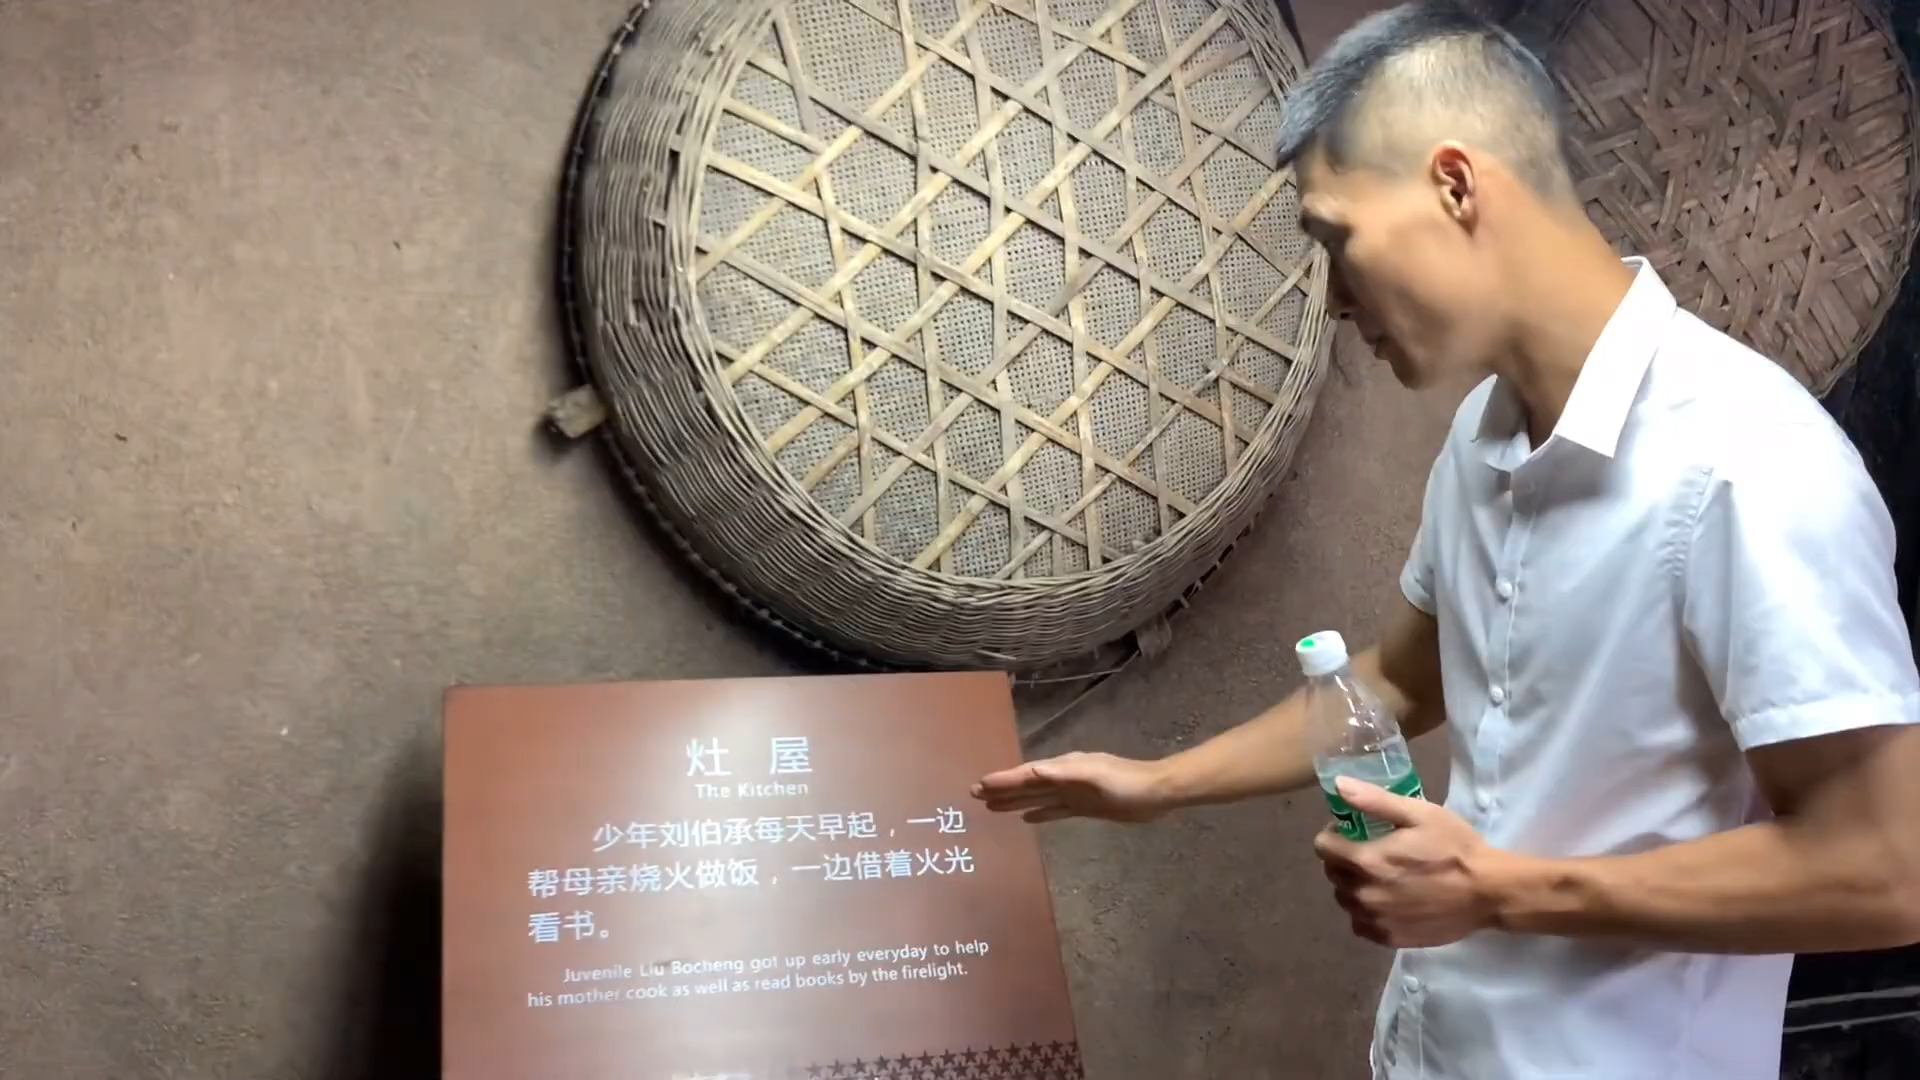 灶 屋
The Kitchen
少年刘伯承每天早起，一边
帮母亲烧火做饭，一边借着火光
看书。
Juvenile Liu Bocheng got up early everyday to help
his mother cook as well as read books by the firelight.